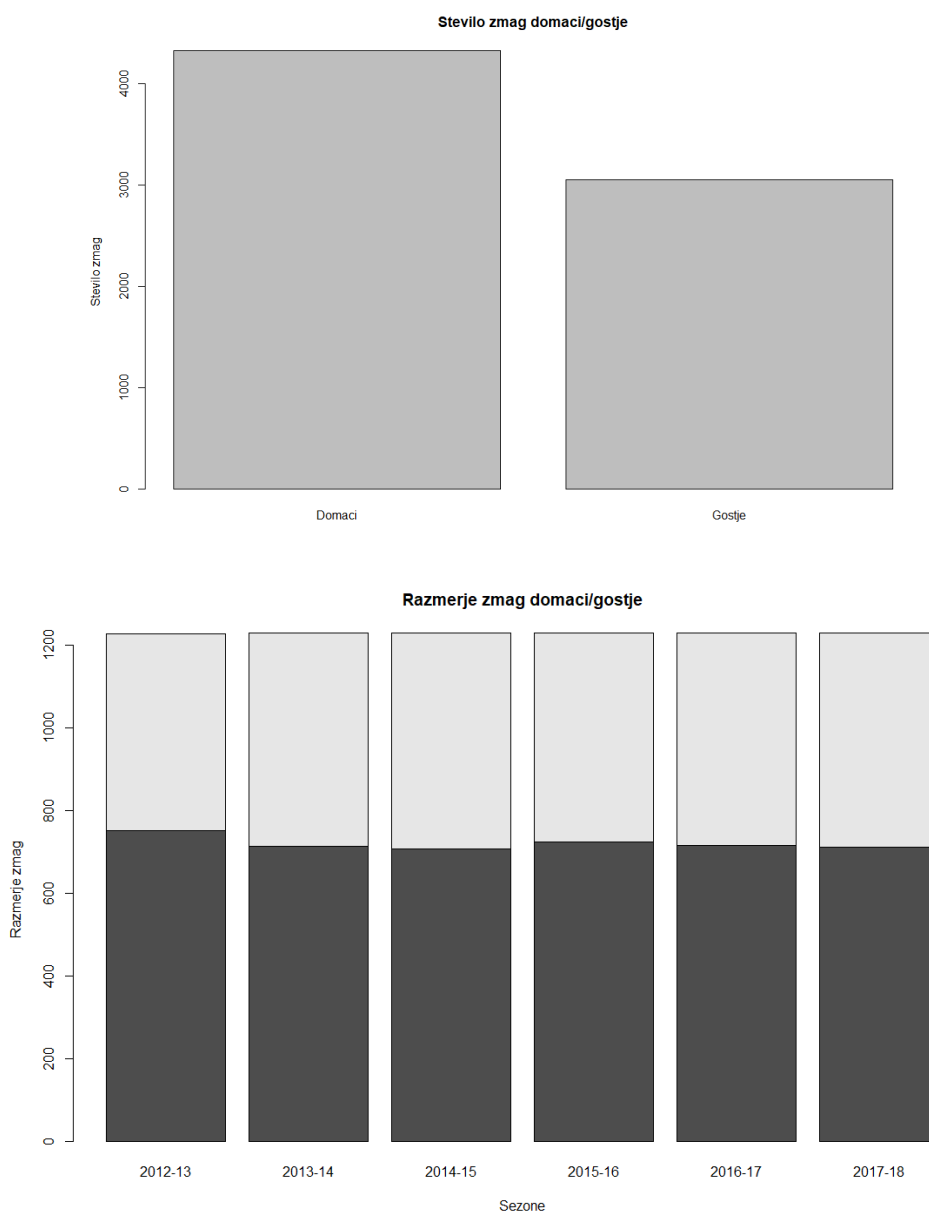 Stevilo zmag domaci/gostje
Stevilo zmag
4000
3000
2000
1000
0
Domaci
Gostje
Razmerje zmag domaci/gostje
Razmerje zmag
1200
1000
800
600
400
200
0
2012-13
2013-14
2014-15
2015-16
2016-17
2017-18
Sezone